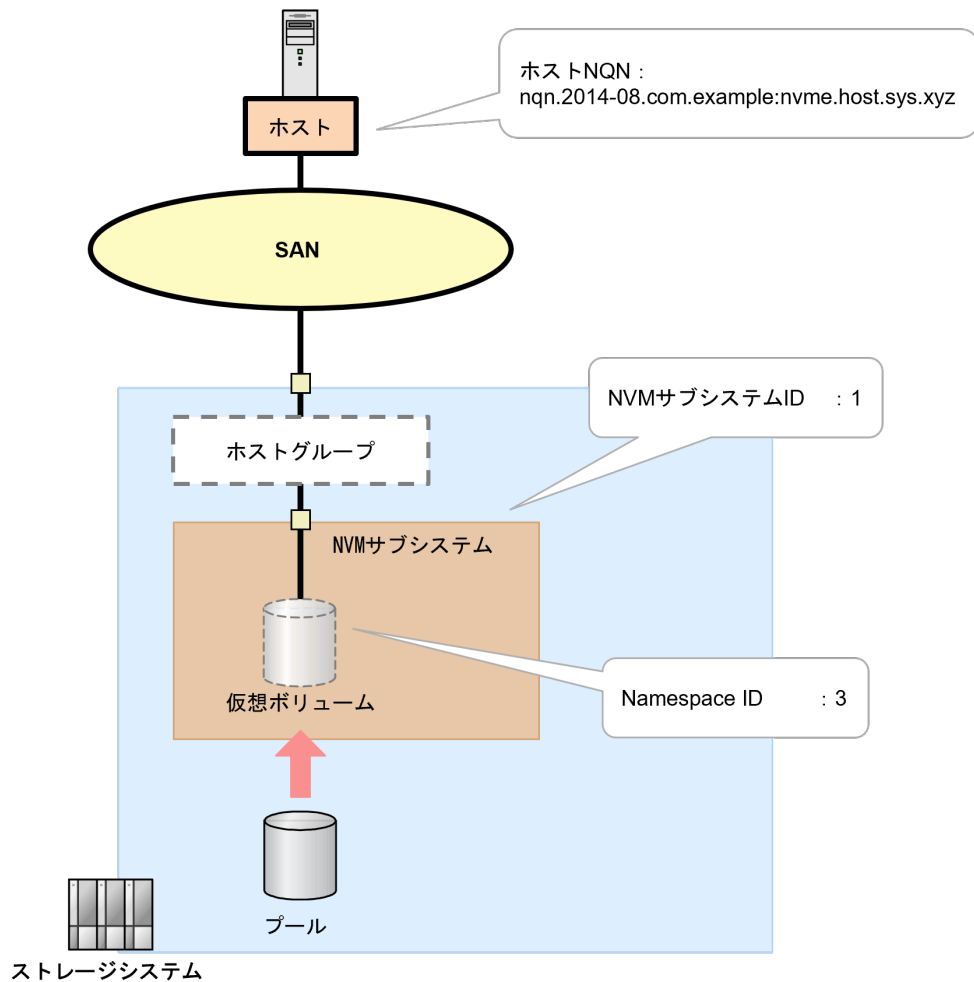 ホストNQN：
nqn.2014-08.com.example:nvme.host.sys.xyz
ホスト
SAN
NVMサブシステムID ：1
ホストグループ
NVMサブシステム
仮想ボリューム
Namespace ID ：3
プール
ストレージシステム